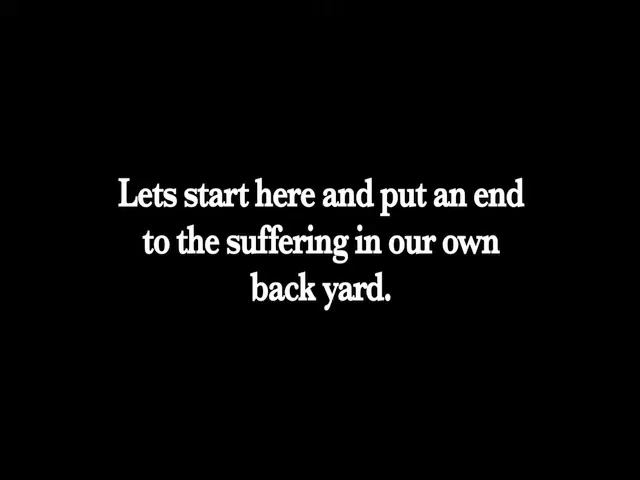 Lets start here and put an end
to the suffering in our own
back yard.